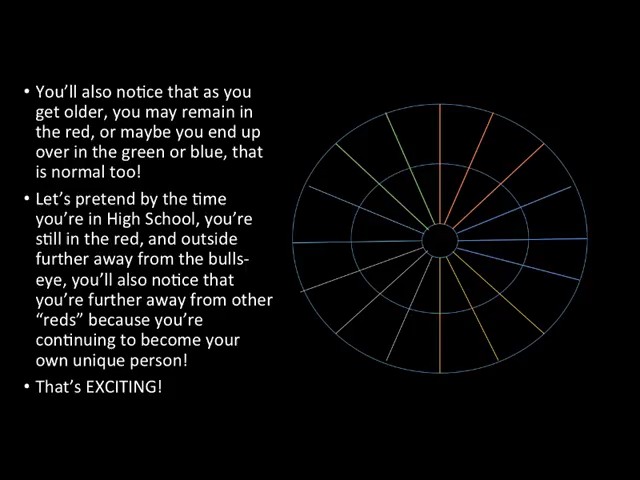 • You'll also notice that as you
get older, you may remain in
the red, or maybe you end up
over in the green or blue, that
is normal too!
• Let's pretend by the time
you're in High School, you're
still in the red, and outside
further away from the bulls-
eye, you'll also notice that
you're further away from other
“reds” because you're
continuing to become your
own unique person!
• That's EXCITING!